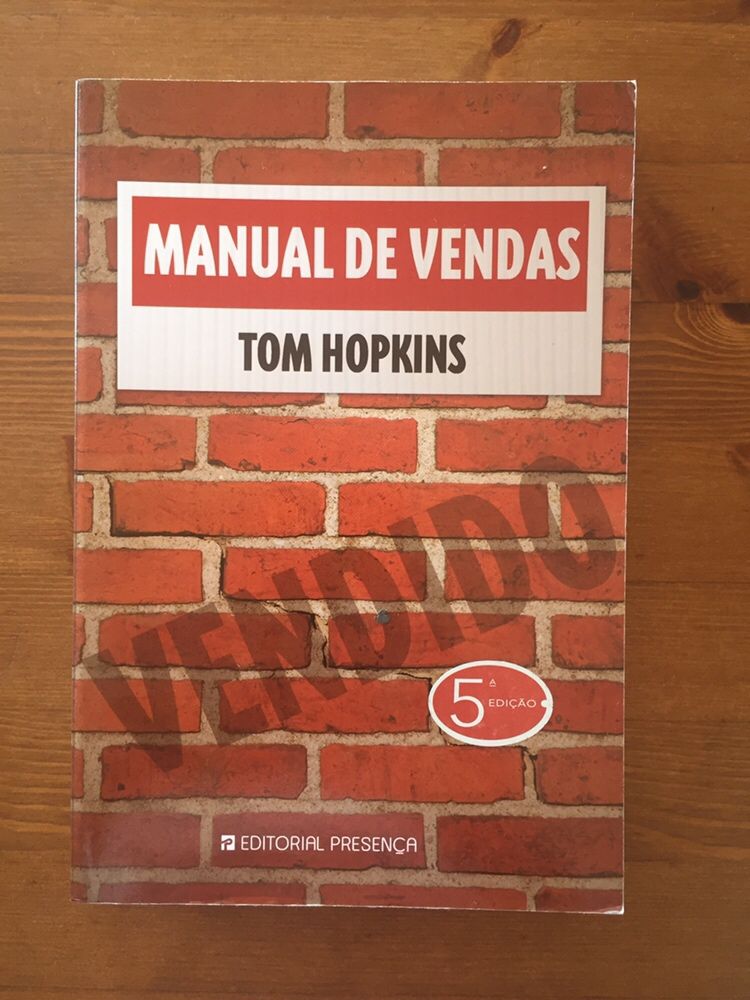 MANUAL DE VENDAS
TOM HOPKINS
VENDIDO
5ª EDIÇÃO
EDITORIAL PRESENÇA